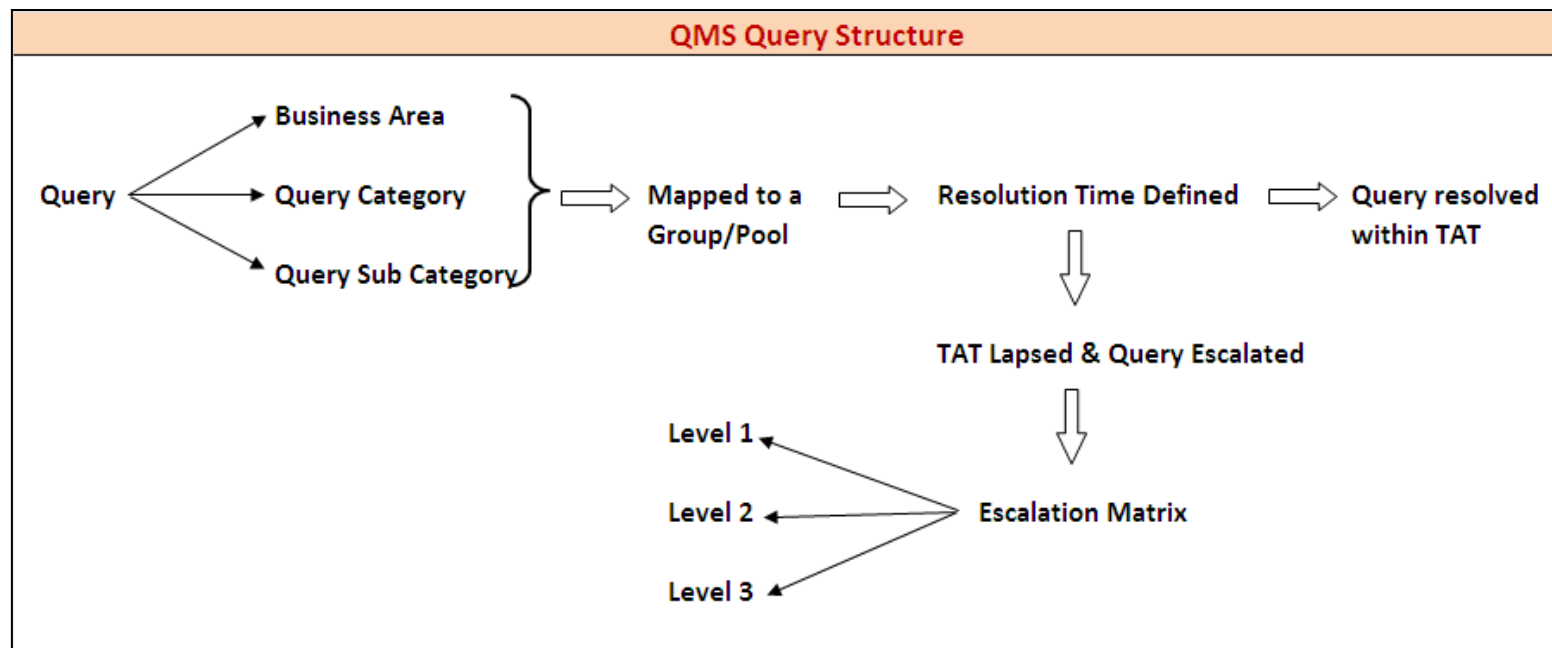 QMS Query Structure
Business Area
Query
Query Category
Query Sub Category
Mapped to a
Group/Pool
Resolution Time Defined
Query resolved
within TAT
TAT Lapsed & Query Escalated
Level 1
Level 2
Level 3
Escalation Matrix